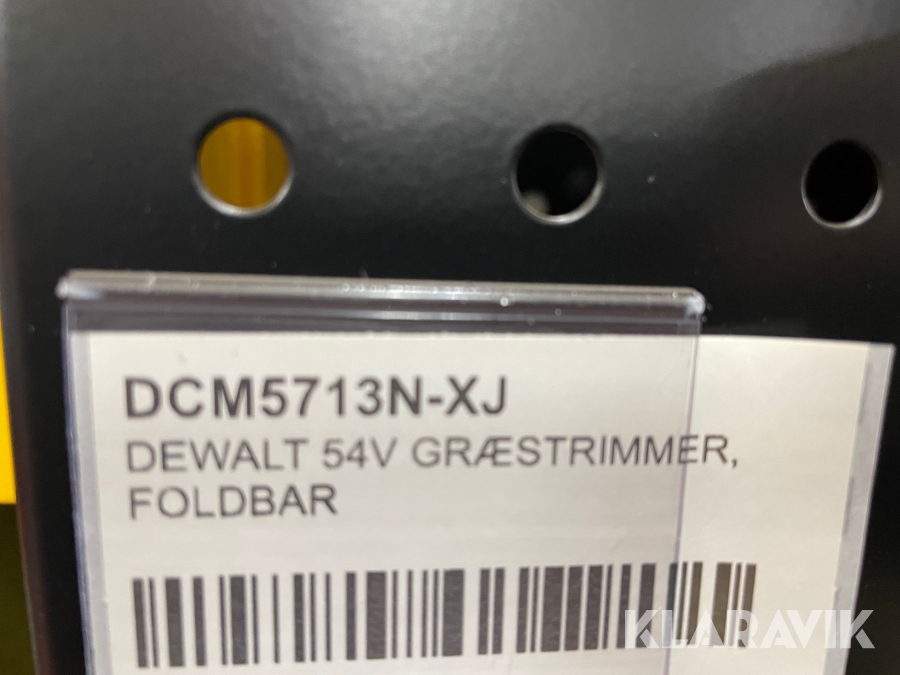 DCM5713N-XJ
DEWALT 54V GRÆSTRIMMER,
FOLDBAR
KLARAVIK